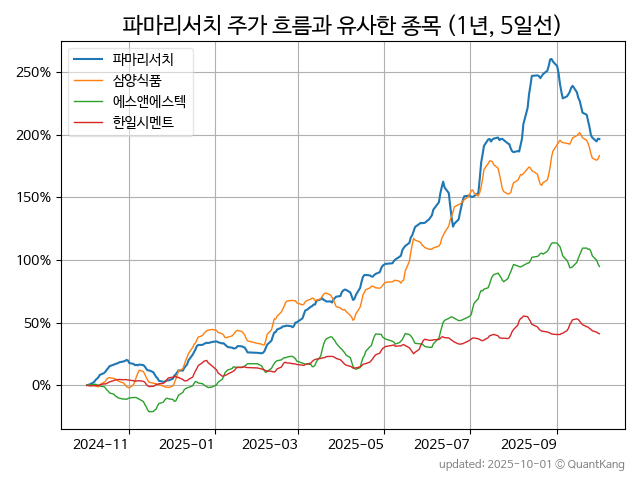 파마리서치 주가 흐름과 유사한 종목 (1년, 5일선)
파마리서치
삼양식품
에스앤에스텍
한일시멘트
250%
200%
150%
100%
50%
0%
2024-11 2025-01 2025-03 2025-05 2025-07 2025-09
updated: 2025-10-01 © QuantKang